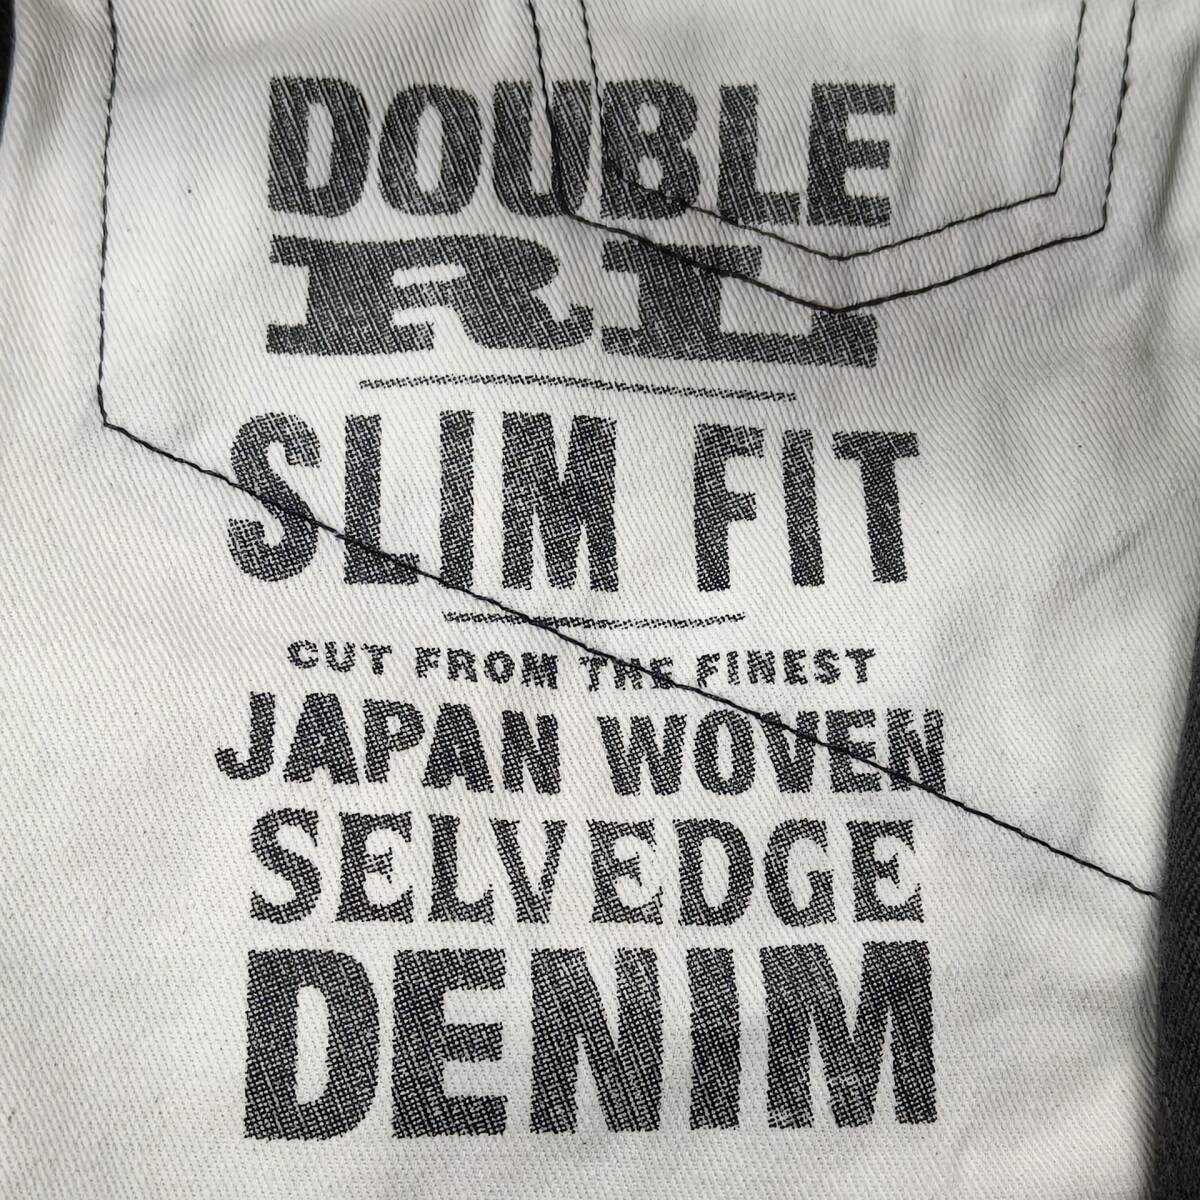 DOUBLE
RL
SLIM FIT
CUT FROM THE FINEST
JAPAN WOVEN
SELVEDGE
DENIM